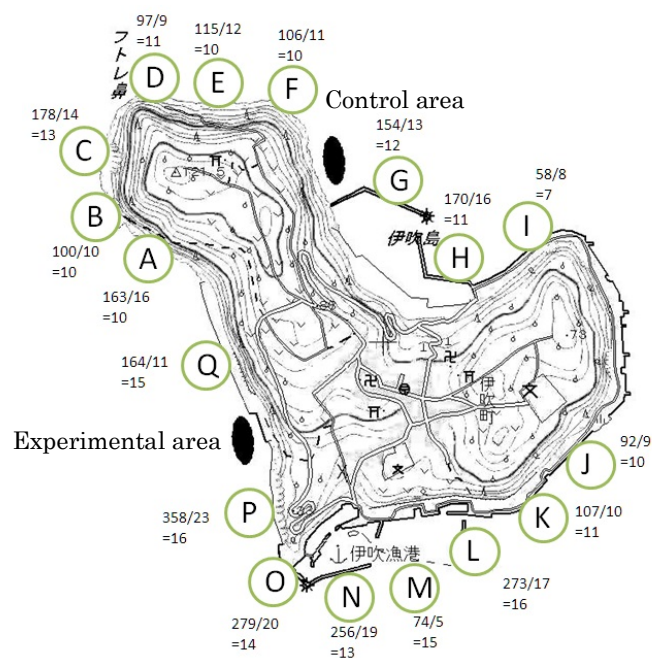 97/9
=11
115/12
=10
106/11
=10
フトレ鼻
D
E
F
Control area
178/14
=13
C
154/13
=12
G
170/16
=11
58/8
=7
I
B
100/10
=10
A
163/16
=10
伊吹島
H
164/11
=15
Q
伊吹町
Experimental area
92/9
=10
J
358/23
=16
P
K
107/10
=11
L
伊吹漁港
O
N
M
273/17
=16
279/20
=14
256/19
=13
74/5
=15